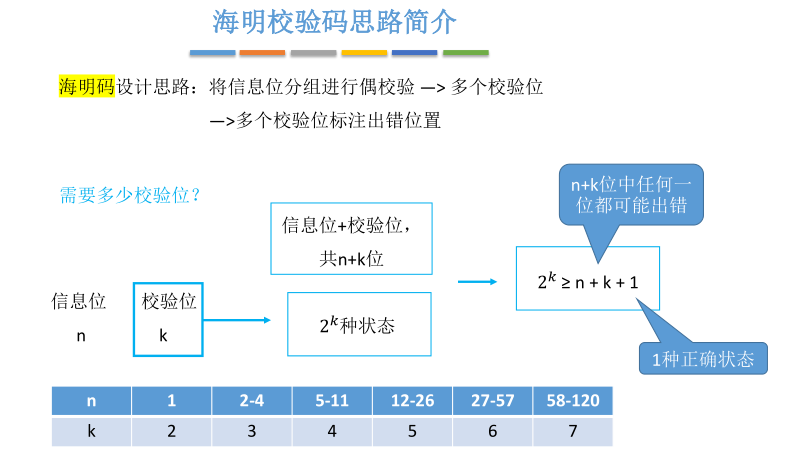 海明校验码思路简介
海明码设计思路：将信息位分组进行偶校验 —> 多个校验位
—>多个校验位标注出错位置
需要多少校验位？
n+k位中任何一
位都可能出错
信息位+校验位，
共n+k位
2^k ≥ n + k + 1
信息位
n
校验位
k
2^k种状态
1种正确状态
n 1 2-4 5-11 12-26 27-57 58-120
k 2 3 4 5 6 7